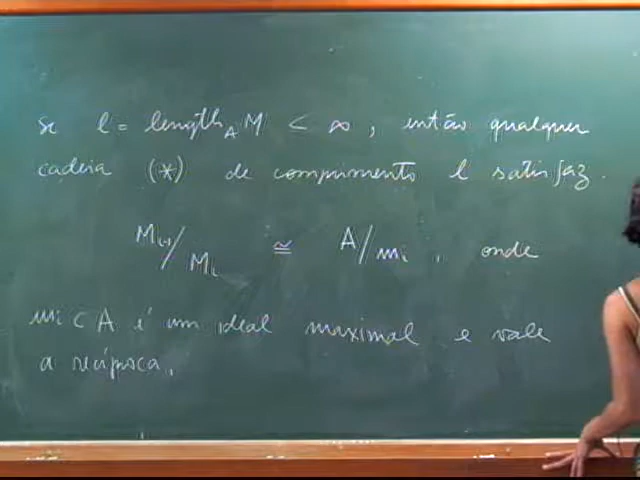 se l = length_A M < ∞, então qualquer
cadeia (*) de comprimento l satisfaz.
M_{i-1}/M_i ≅ A/m_i, onde
m_i ⊂ A é um ideal maximal e vale
a recíproca.